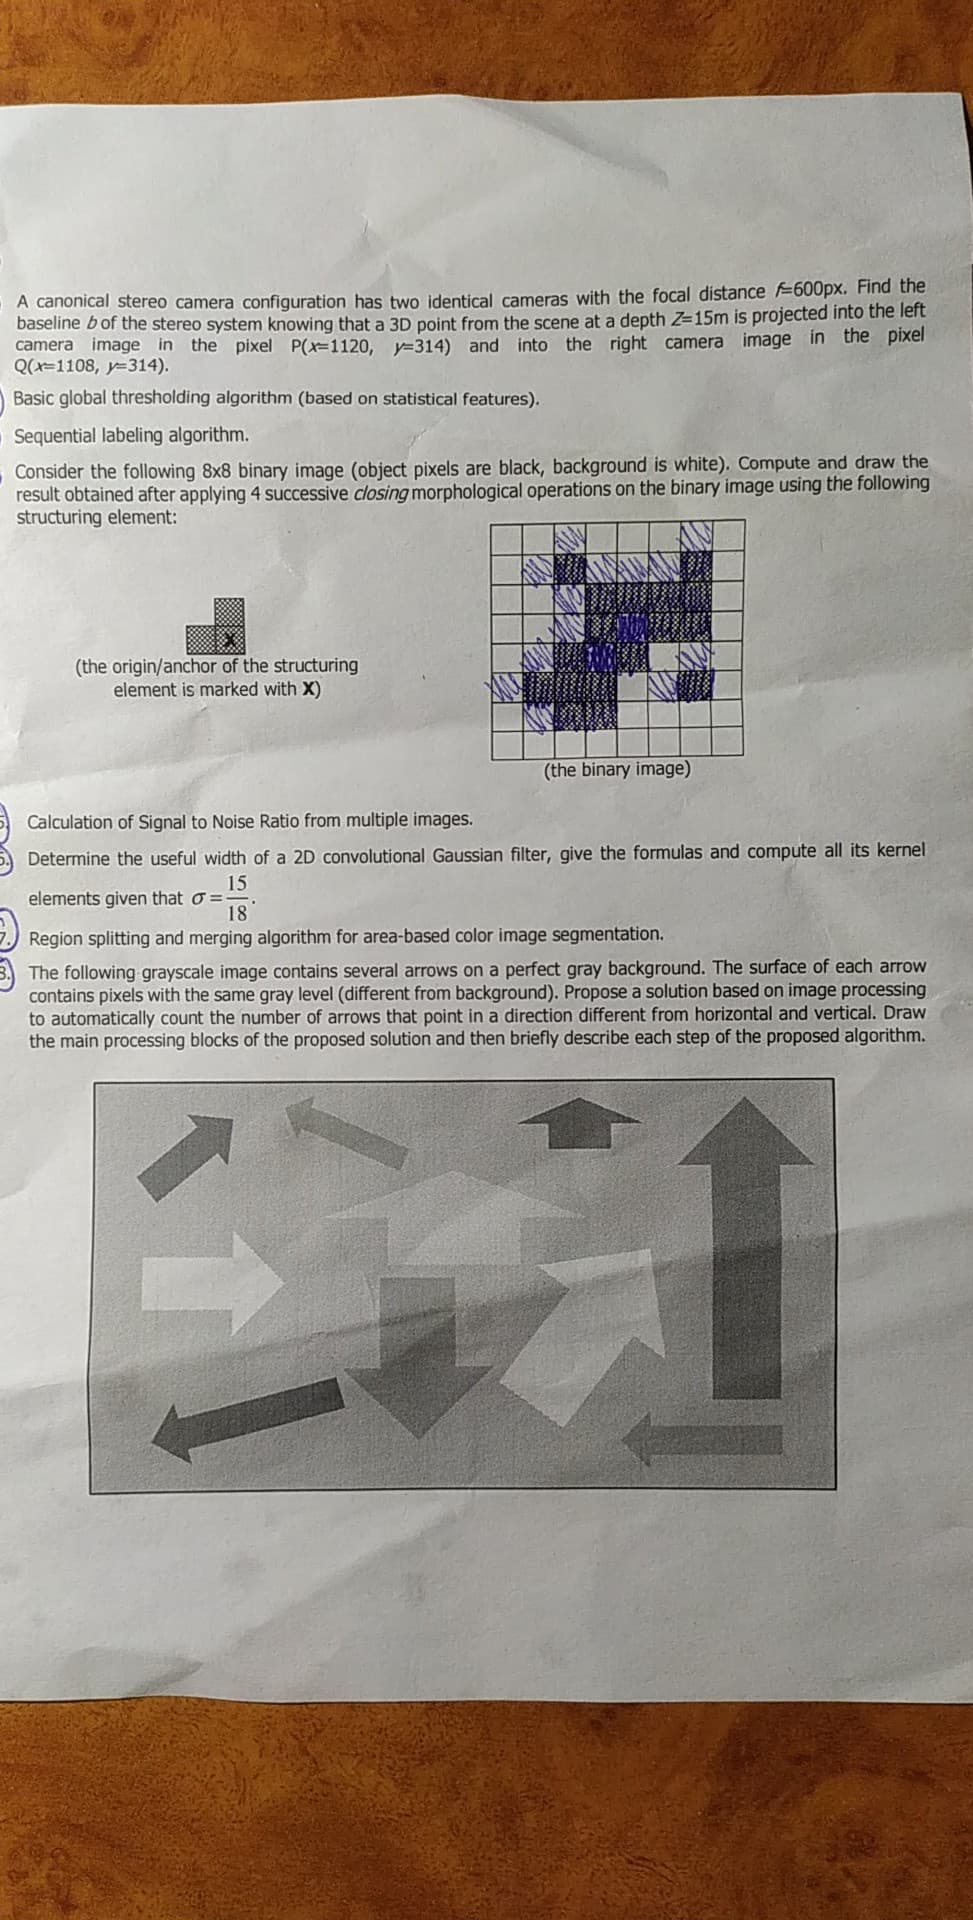 A canonical stereo camera configuration has two identical cameras with the focal distance f=600px. Find the
baseline b of the stereo system knowing that a 3D point from the scene at a depth Z=15m is projected into the left
camera image in the pixel P(x=1120, y=314) and into the right camera image in the pixel
Q(x=1108, y=314).
Basic global thresholding algorithm (based on statistical features).
Sequential labeling algorithm.
Consider the following 8x8 binary image (object pixels are black, background is white). Compute and draw the
result obtained after applying 4 successive closing morphological operations on the binary image using the following
structuring element:
X
(the origin/anchor of the structuring
element is marked with X)
(the binary image)
5. Calculation of Signal to Noise Ratio from multiple images.
6. Determine the useful width of a 2D convolutional Gaussian filter, give the formulas and compute all its kernel
elements given that σ = 15/18.
7. Region splitting and merging algorithm for area-based color image segmentation.
8. The following grayscale image contains several arrows on a perfect gray background. The surface of each arrow
contains pixels with the same gray level (different from background). Propose a solution based on image processing
to automatically count the number of arrows that point in a direction different from horizontal and vertical. Draw
the main processing blocks of the proposed solution and then briefly describe each step of the proposed algorithm.